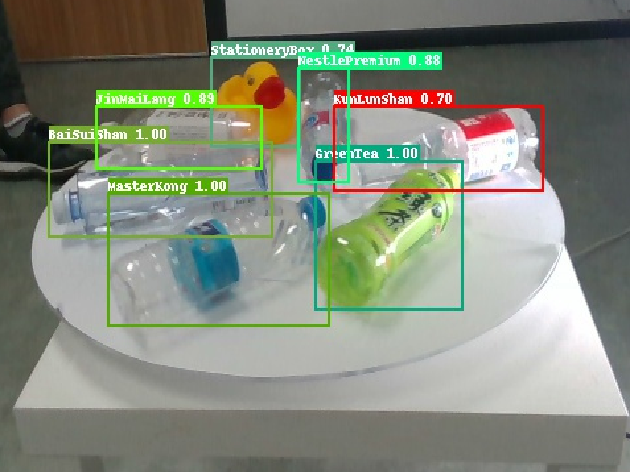 StationeryBox 0.74
NestlePremium 0.88
JinMaiLang 0.89
KunLunShan 0.70
BaiSuiShan 1.00
GreenTea 1.00
MasterKong 1.00